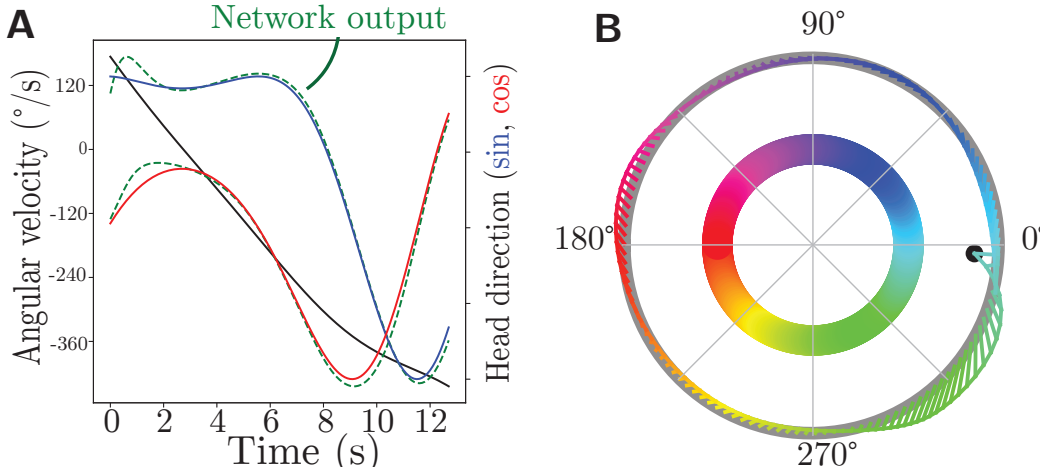 A
Network output
Angular velocity (°/s)
120
0
-120
-240
-360
0
2
4
6
8
10
12
Time (s)
Head direction (sin, cos)
B
90°
180°
0°
270°